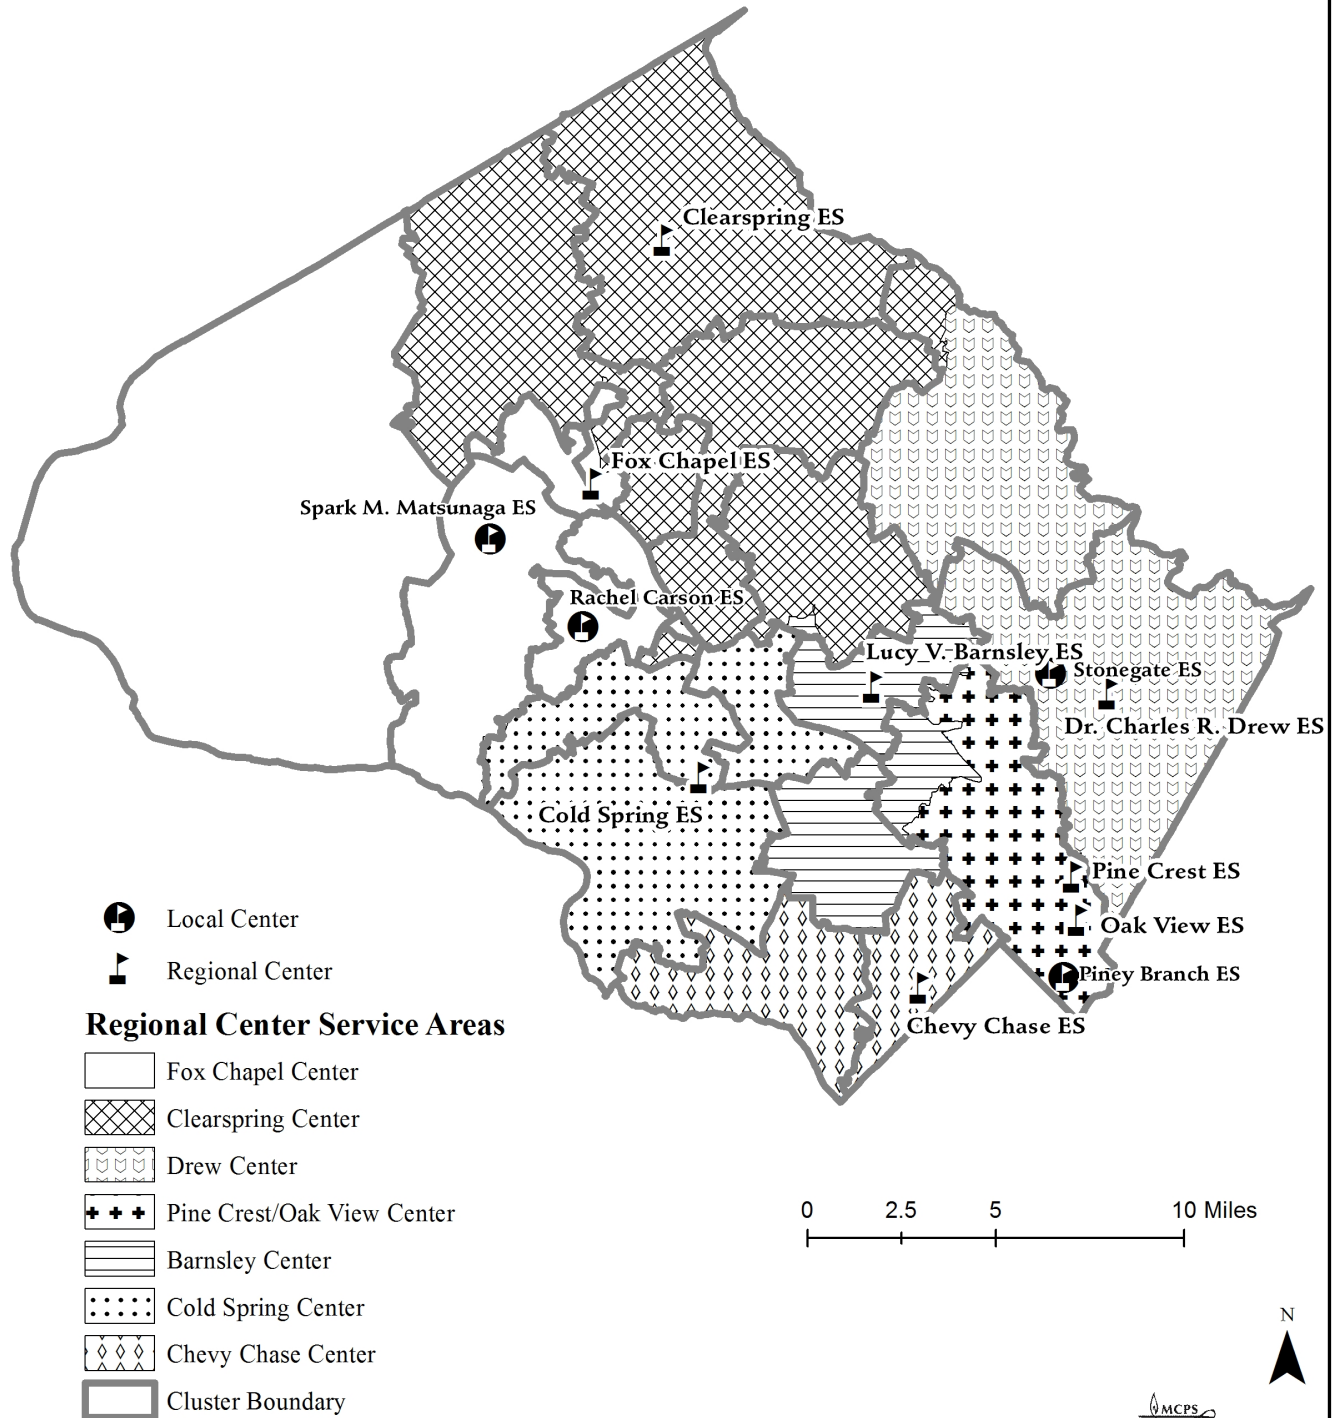 Clearspring ES
Fox Chapel ES
Spark M. Matsunaga ES
Rachel Carson ES
Lucy V. Barnsley ES
Stonegate ES
Dr. Charles R. Drew ES
Cold Spring ES
Pine Crest ES
Oak View ES
Piney Branch ES
Chevy Chase ES
Local Center
Regional Center
Regional Center Service Areas
Fox Chapel Center
Clearspring Center
Drew Center
Pine Crest/Oak View Center
Barnsley Center
Cold Spring Center
Chevy Chase Center
Cluster Boundary
0 2.5 5 10 Miles
N
MCPS